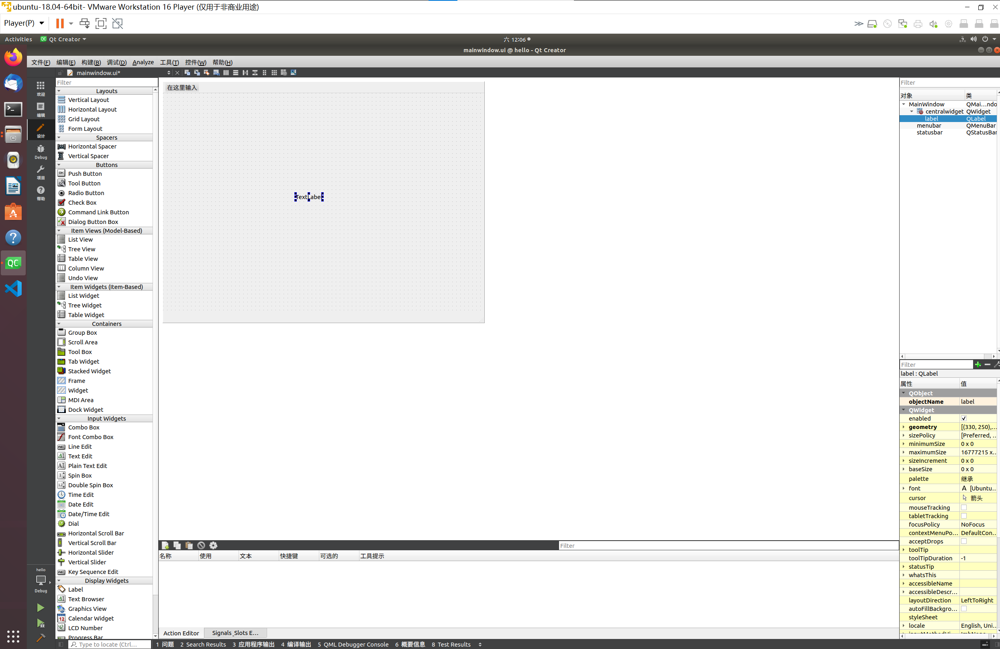 ubuntu-18.04-64bit- VMware Workstation 16 Player (仅用于非商业用途)
Player(P)
Activities
Qt Creator
六 12:06
mainwindow.ui @ hello - Qt Creator
文件(F) 编辑(E) 构建(B) 调试(D) Analyze 工具(T) 控件(W) 帮助(H)
mainwindow.ui*
欢迎
编辑
设计
Debug
项目
帮助
hello
Debug
Filter
Layouts
Vertical Layout
Horizontal Layout
Grid Layout
Form Layout
Spacers
Horizontal Spacer
Vertical Spacer
Buttons
Push Button
Tool Button
Radio Button
Check Box
Command Link Button
Dialog Button Box
Item Views (Model-Based)
List View
Tree View
Table View
Column View
Undo View
Item Widgets (Item-Based)
List Widget
Tree Widget
Table Widget
Containers
Group Box
Scroll Area
Tool Box
Tab Widget
Stacked Widget
Frame
Widget
MDI Area
Dock Widget
Input Widgets
Combo Box
Font Combo Box
Line Edit
Text Edit
Plain Text Edit
Spin Box
Double Spin Box
Time Edit
Date Edit
Date/Time Edit
Dial
Horizontal Scroll Bar
Vertical Scroll Bar
Horizontal Slider
Vertical Slider
Key Sequence Edit
Display Widgets
Label
Text Browser
Graphics View
Calendar Widget
LCD Number
Progress Bar
在这里输入
TextLabel
Filter
名称 使用 文本 快捷键 可选的 工具提示
Action Editor
Signals_Slots E...
Filter
对象 类
MainWindow QMai...ndo
centralwidget QWidget
label QLabel
menubar QMenuBar
statusbar QStatusBar
Filter
label : QLabel
属性 值
QObject
objectName label
QWidget
enabled
geometry [(330, 250),...
sizePolicy [Preferred, ..
minimumSize 0 x 0
maximumSize 16777215 x..
sizeIncrement 0 x 0
baseSize 0 x 0
palette 继承
font A [Ubuntu...
cursor 箭头
mouseTracking
tabletTracking
focusPolicy NoFocus
contextMenuPo... DefaultCon...
acceptDrops
toolTip
toolTipDuration -1
statusTip
whatsThis
accessibleName
accessibleDescr...
layoutDirection LeftToRight
autoFillBackgro...
styleSheet
locale English, Uni...
Type to locate (Ctrl...
1 问题 2 Search Results 3 应用程序输出 4 编译输出 5 QML Debugger Console 6 概要信息 8 Test Results